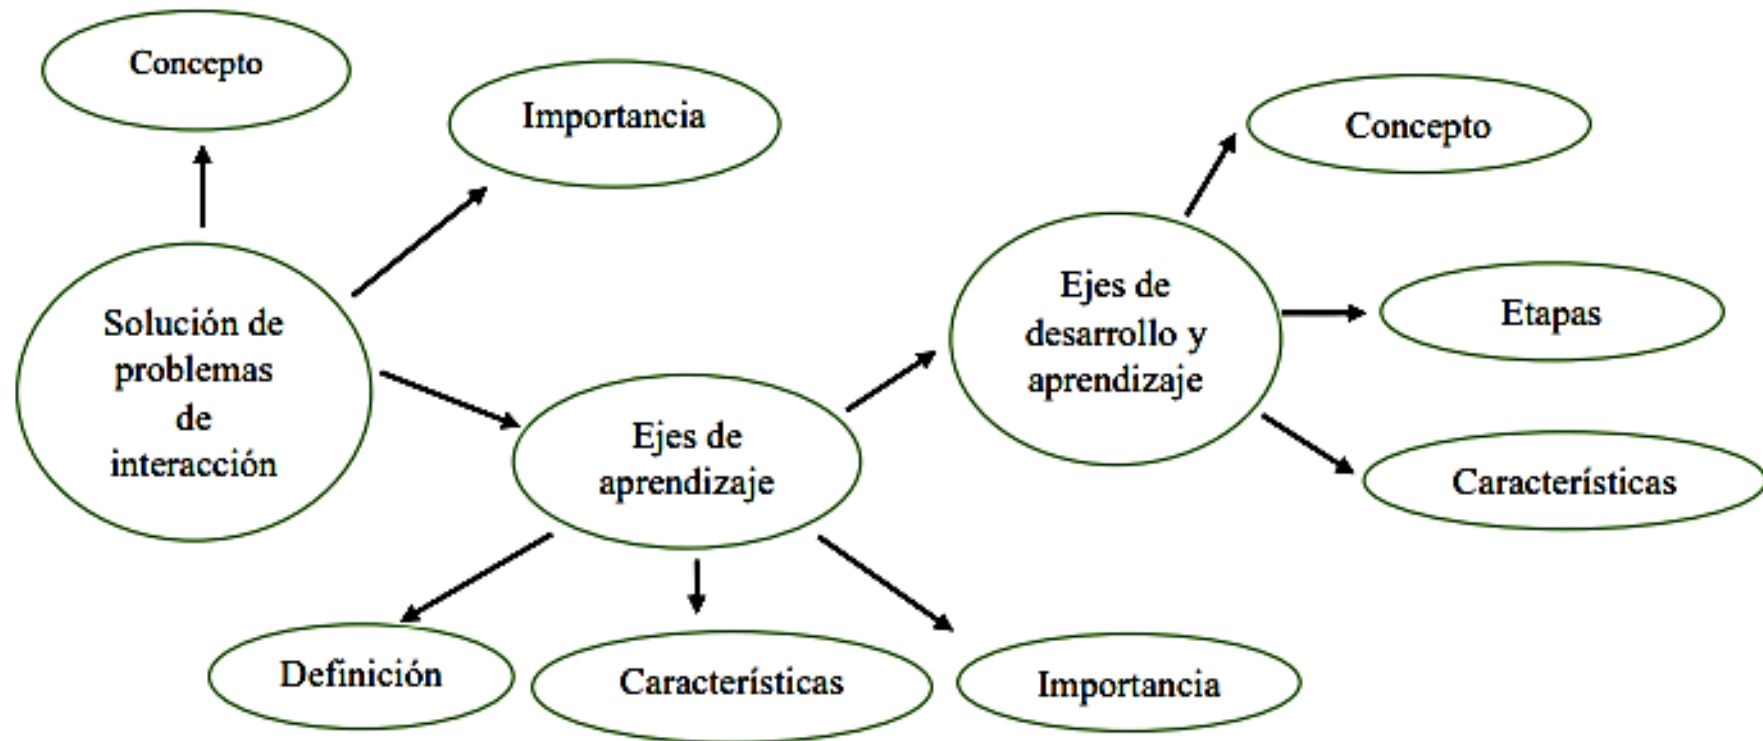 Concepto
Importancia
Solución de
problemas
de
interacción
Ejes de
aprendizaje
Definición
Características
Importancia
Ejes de
desarrollo y
aprendizaje
Concepto
Etapas
Características